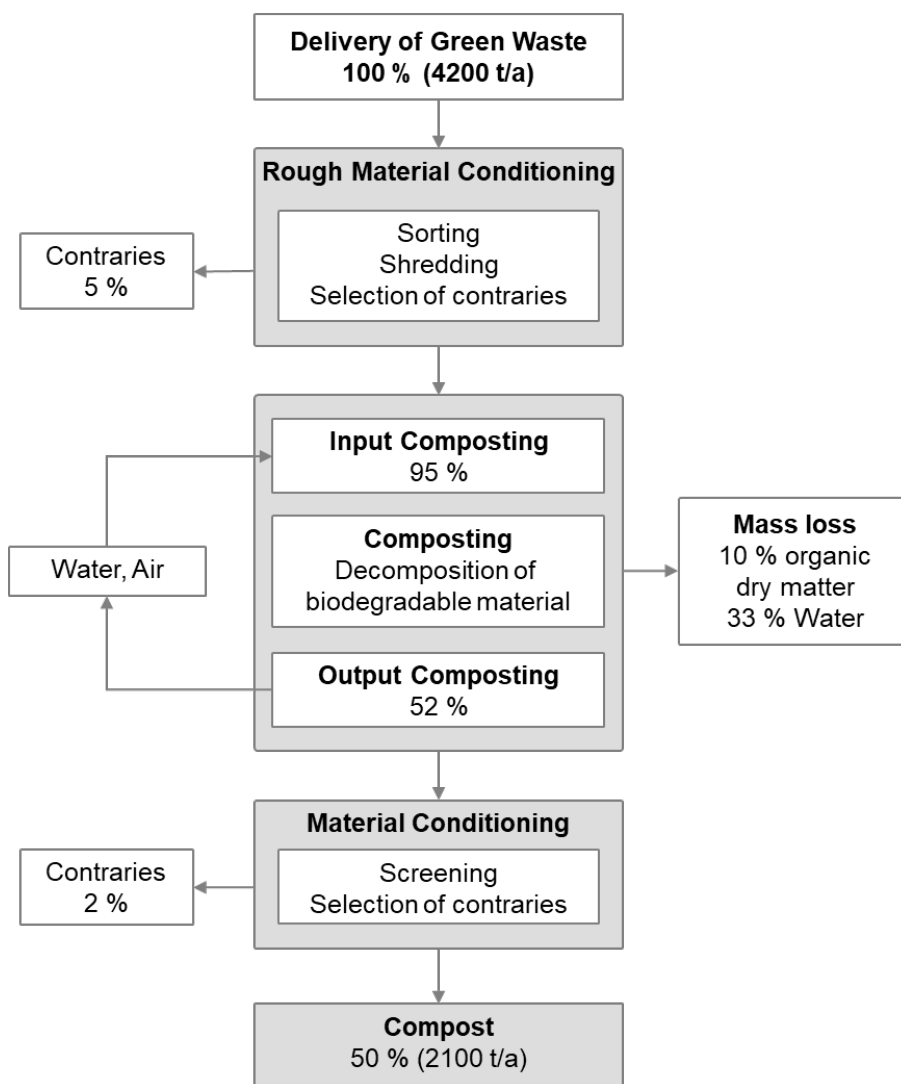 Delivery of Green Waste
100 % (4200 t/a)
Rough Material Conditioning
Sorting
Shredding
Selection of contraries
Contraries
5 %
Input Composting
95 %
Composting
Decomposition of
biodegradable material
Mass loss
10 % organic
dry matter
33 % Water
Water, Air
Output Composting
52 %
Material Conditioning
Screening
Selection of contraries
Contraries
2 %
Compost
50 % (2100 t/a)